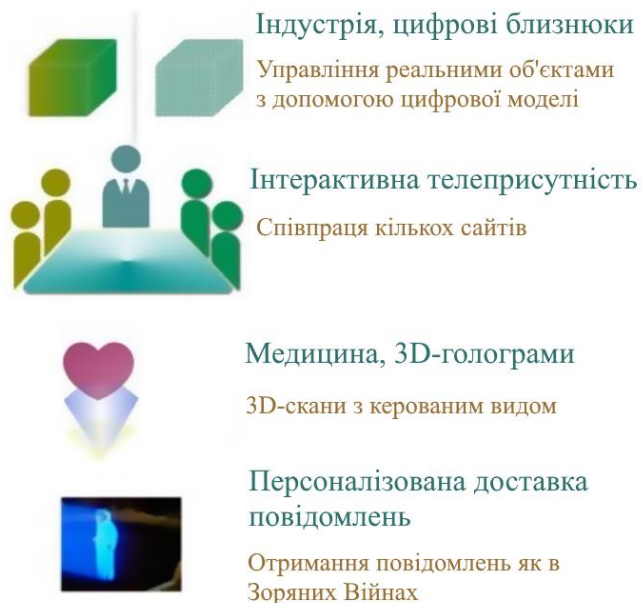 Індустрія, цифрові близнюки
Управління реальними об'єктами
з допомогою цифрової моделі
Інтерактивна телеприсутність
Співпраця кількох сайтів
Медицина, 3D-голограми
3D-скани з керованим видом
Персоналізована доставка
повідомлень
Отримання повідомлень як в
Зоряних Війнах